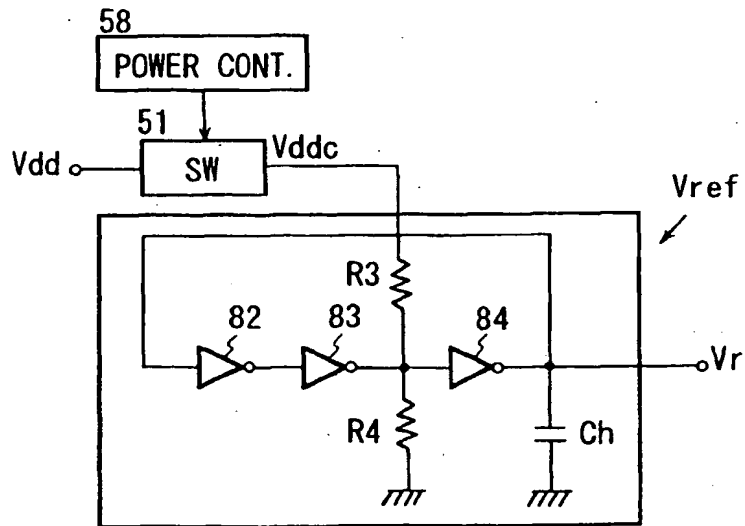 58
POWER CONT.
51
Vdd
SW
Vddc
Vref
R3
82
83
84
Vr
R4
Ch